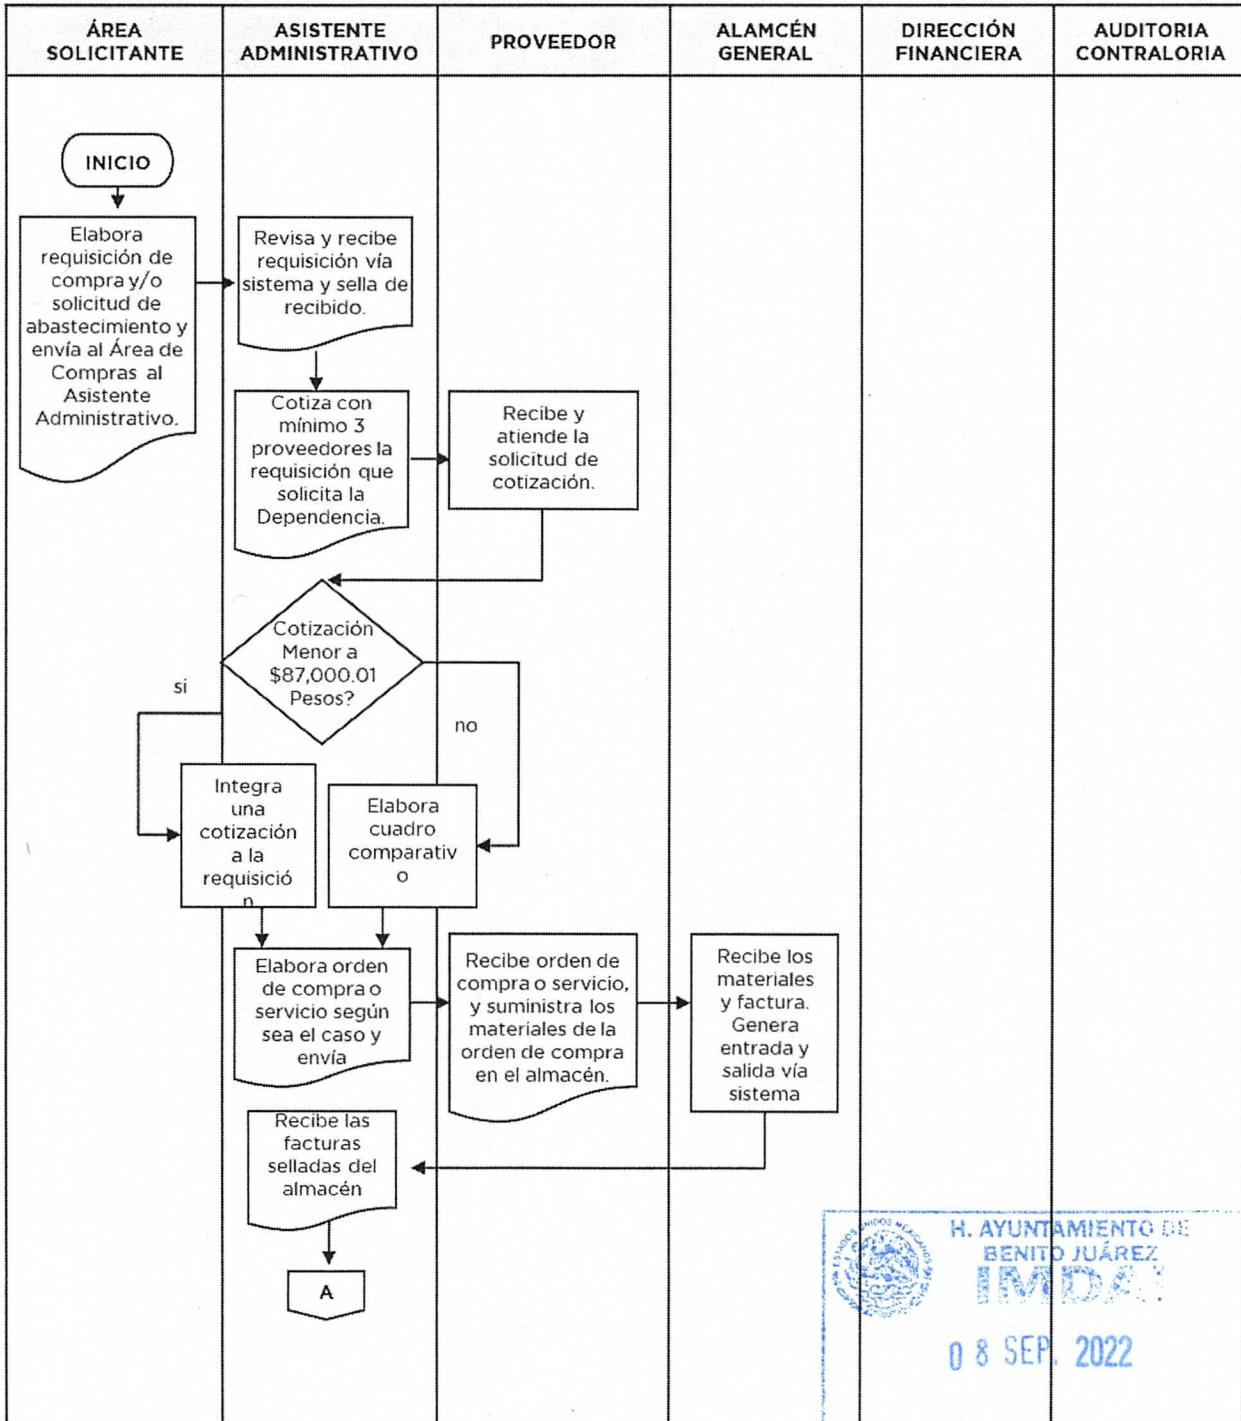 ÁREA
SOLICITANTE
ASISTENTE
ADMINISTRATIVO
PROVEEDOR
ALAMCÉN
GENERAL
DIRECCIÓN
FINANCIERA
AUDITORIA
CONTRALORIA
INICIO
Elabora
requisición de
compra y/o
solicitud de
abastecimiento y
envía al Área de
Compras al
Asistente
Administrativo.
Revisa y recibe
requisición vía
sistema y sella de
recibido.
Cotiza con
mínimo 3
proveedores la
requisición que
solicita la
Dependencia.
Recibe y
atiende la
solicitud de
cotización.
Cotización
Menor a
$87,000.01
Pesos?
si
no
Integra
una
cotización
a la
requisició
n
Elabora
cuadro
comparativ
o
Elabora orden
de compra o
servicio según
sea el caso y
envía
Recibe orden de
compra o servicio,
y suministra los
materiales de la
orden de compra
en el almacén.
Recibe los
materiales
y factura.
Genera
entrada y
salida vía
sistema
Recibe las
facturas
selladas del
almacén
A
ESTADOS UNIDOS MEXICANOS
H. AYUNTAMIENTO DE
BENITO JUÁREZ
IMDAI
08 SEP. 2022